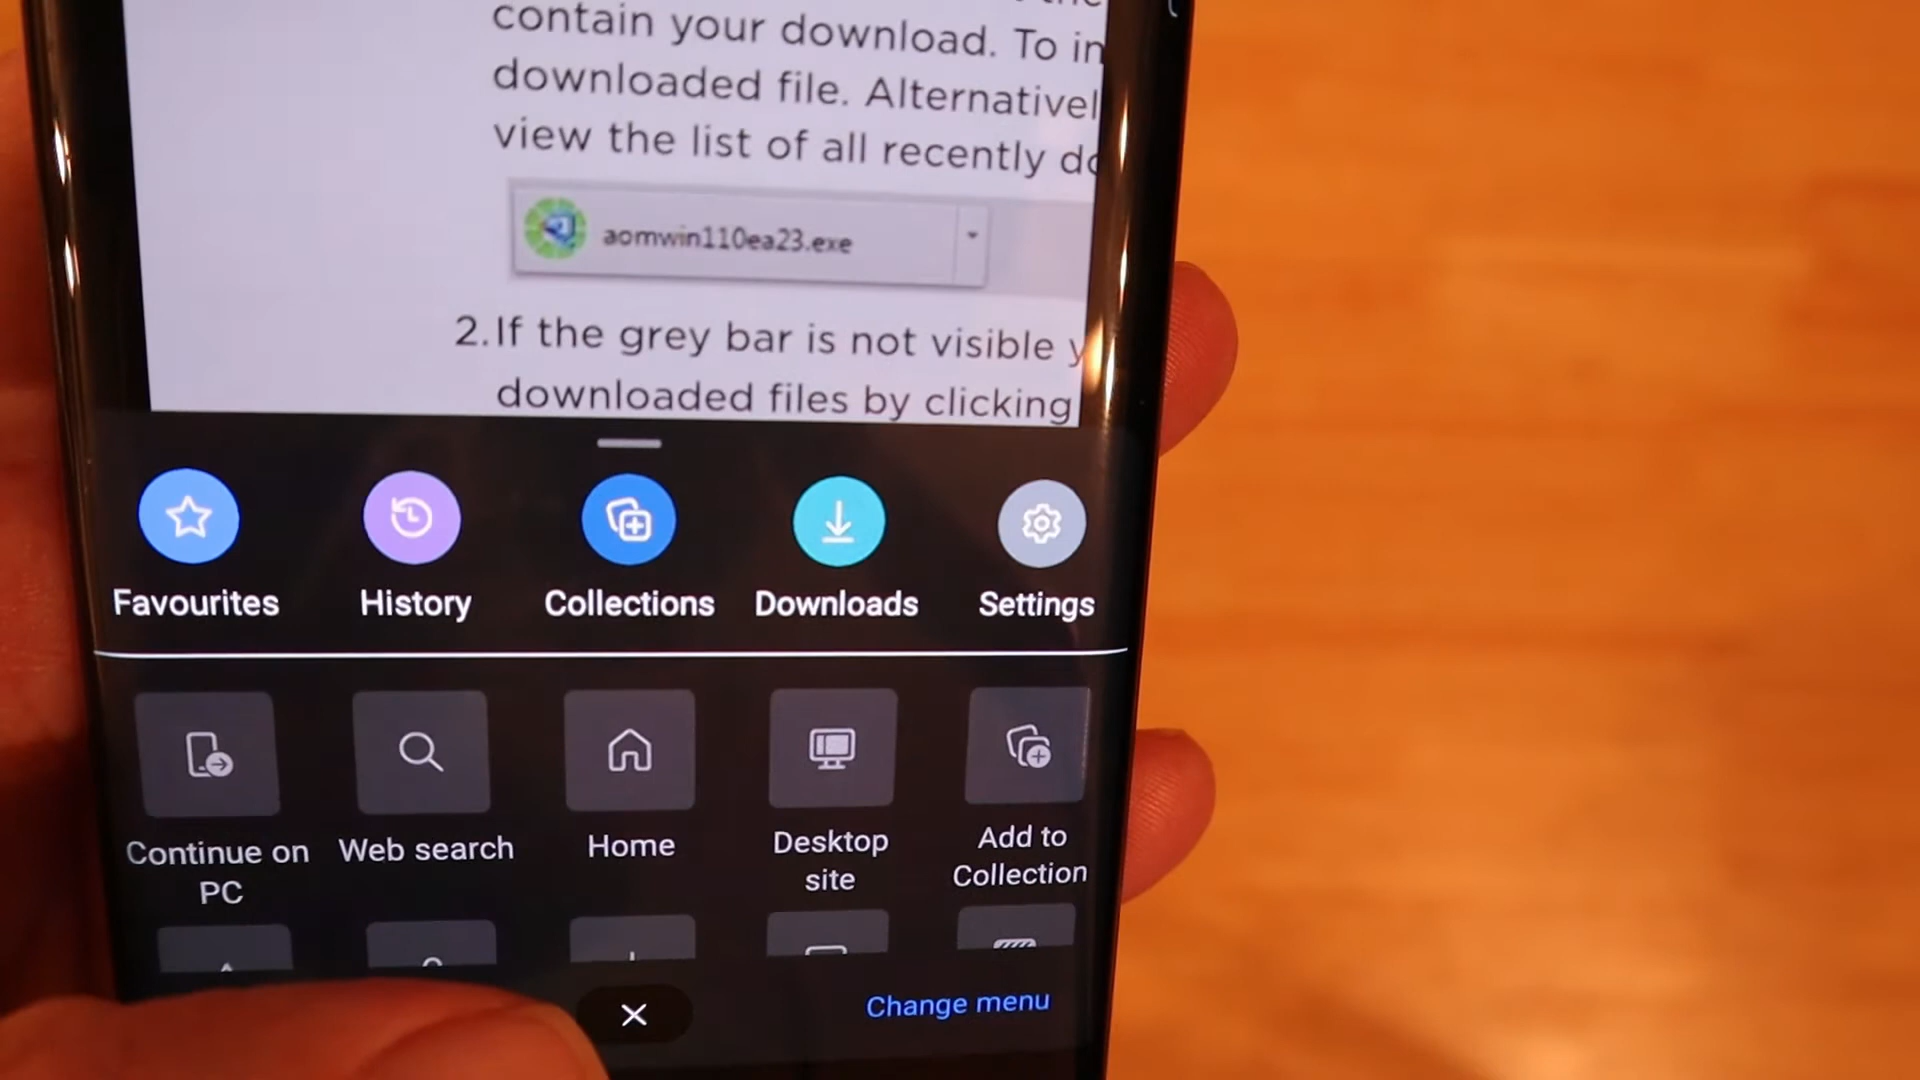 contain your download. To in
downloaded file. Alternativel
view the list of all recently do
aomwin110ea23.exe
2. If the grey bar is not visible y
downloaded files by clicking
Favourites History Collections Downloads Settings
Continue on PC
Web search
Home
Desktop site
Add to Collection
Change menu